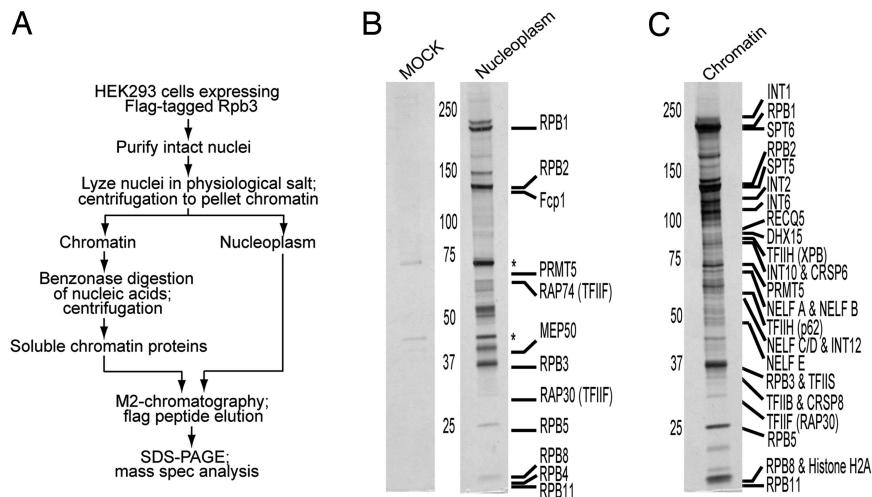 A
HEK293 cells expressing
Flag-tagged Rpb3
Purify intact nuclei
Lyze nuclei in physiological salt;
centrifugation to pellet chromatin
Chromatin
Nucleoplasm
Benzonase digestion
of nucleic acids;
centrifugation
Soluble chromatin proteins
M2-chromatography;
flag peptide elution
SDS-PAGE;
mass spec analysis
B
MOCK
Nucleoplasm
250
150
100
75
50
37
25
RPB1
RPB2
Fcp1
*
PRMT5
RAP74 (TFIIF)
MEP50
*
RPB3
RAP30 (TFIIF)
RPB5
RPB8
RPB4
RPB11
C
Chromatin
250
150
100
75
50
37
25
INT1
RPB1
SPT6
RPB2
SPT5
INT2
INT6
RECQ5
DHX15
TFIIH (XPB)
INT10 & CRSP6
PRMT5
NELF A & NELF B
TFIIH (p62)
NELF C/D & INT12
NELF E
RPB3 & TFIIS
TFIIB & CRSP8
TFIIF (RAP30)
RPB5
RPB8 & Histone H2A
RPB11